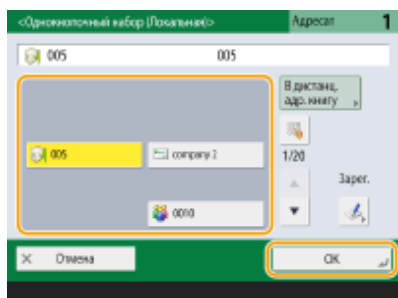 <Однокнопочный набор (Локальная)>
Адресат
1
005
005
В дистанц.
адр. книгу
005
company 2
1/20
Зарег.
0010
Отмена
OK